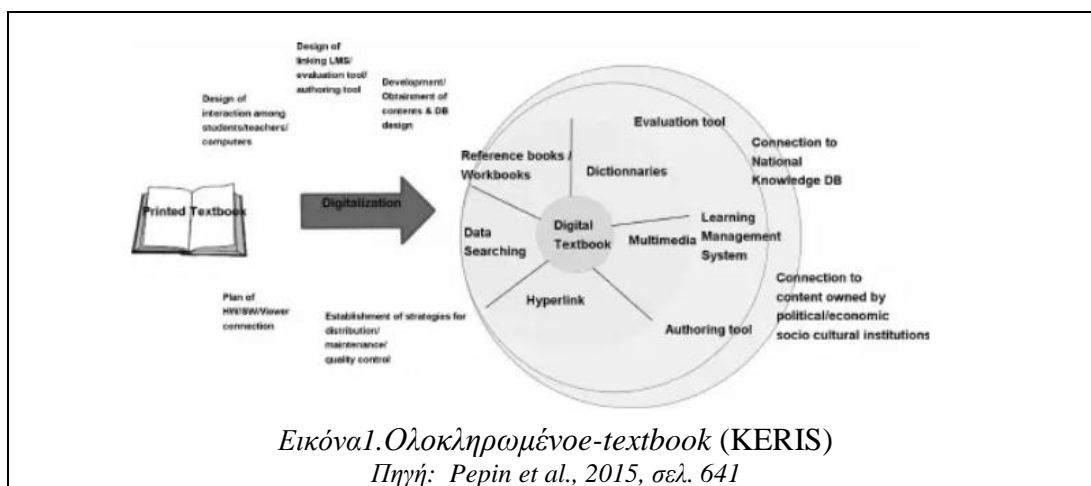 Design of
linking LMS/
evaluation tool/
authoring tool
Development/
Obtainment of
contents & DB
design
Design of
interaction among
students/teachers/
computers
Printed Textbook
Digitalization
Plan of
HW/SW/Viewer
connection
Establishment of strategies for
distribution/
maintenance/
quality control
Evaluation tool
Reference books /
Workbooks
Dictionnaries
Data
Searching
Digital
Textbook
Multimedia
Learning
Management
System
Hyperlink
Authoring tool
Connection to
National
Knowledge DB
Connection to
content owned by
political/economic
socio cultural institutions
Εικόνα1.Ολοκληρωμένοe-textbook (KERIS)
Πηγή: Pepin et al., 2015, σελ. 641